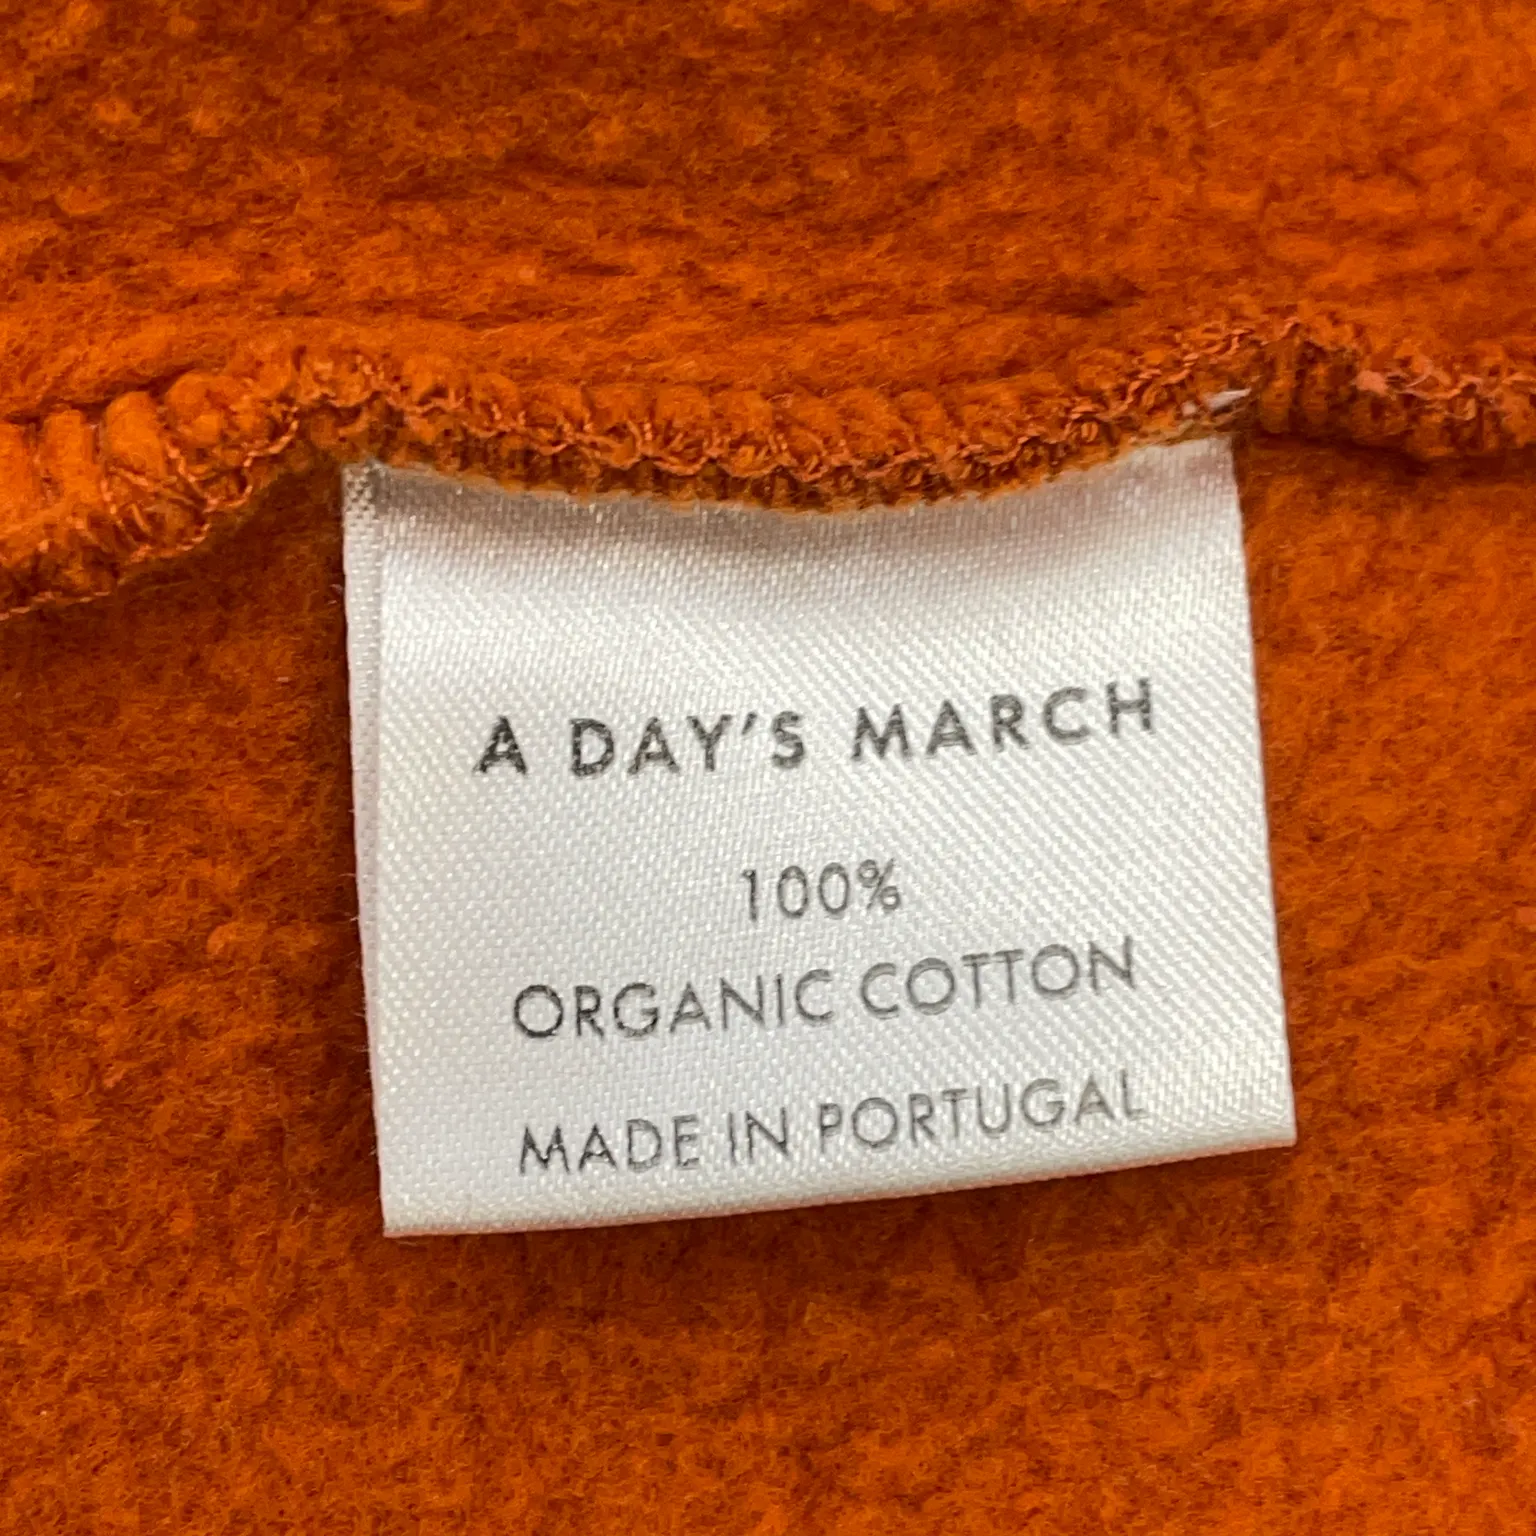 A DAY'S MARCH
100%
ORGANIC COTTON
MADE IN PORTUGAL